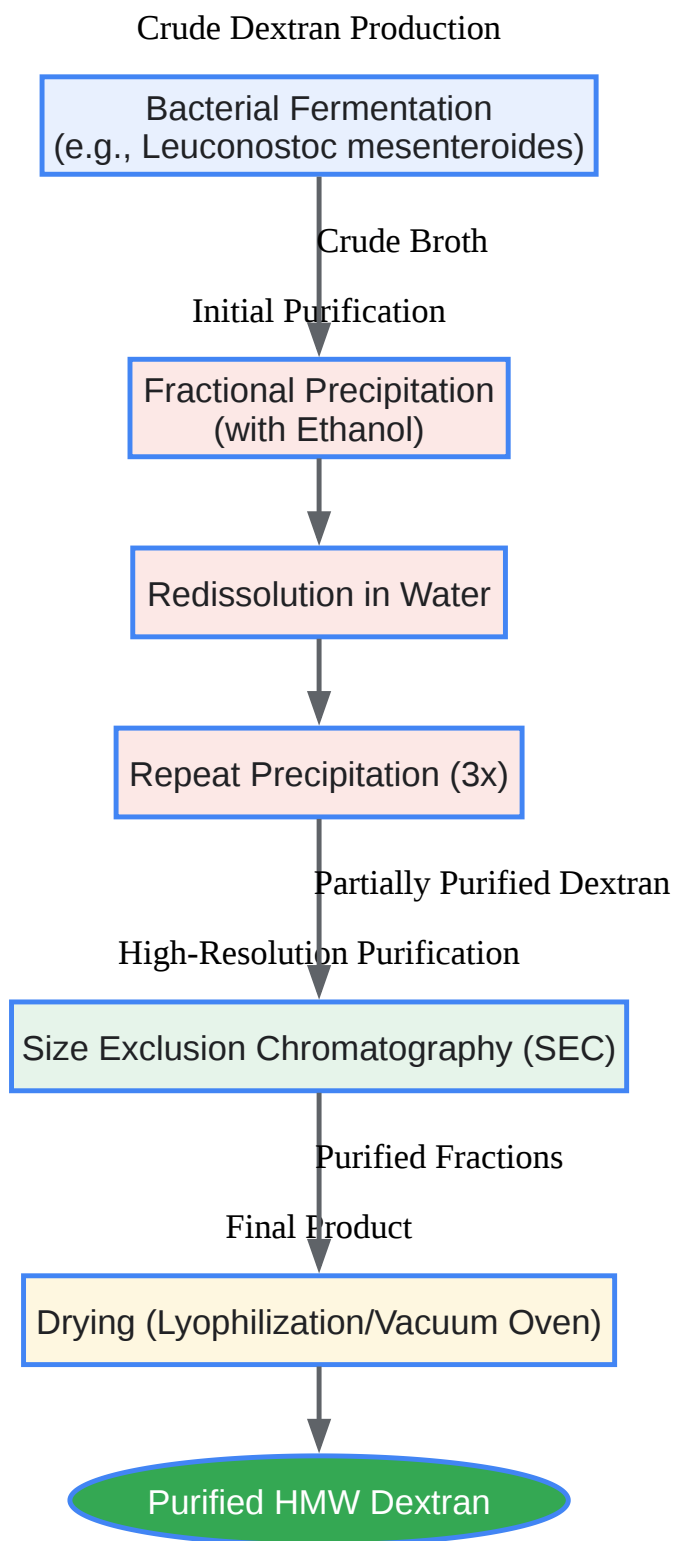 Crude Dextran Production
Bacterial Fermentation
(e.g., Leuconostoc mesenteroides)
Crude Broth
Initial Purification
Fractional Precipitation
(with Ethanol)
Redissolution in Water
Repeat Precipitation (3x)
Partially Purified Dextran
High-Resolution Purification
Size Exclusion Chromatography (SEC)
Purified Fractions
Final Product
Drying (Lyophilization/Vacuum Oven)
Purified HMW Dextran